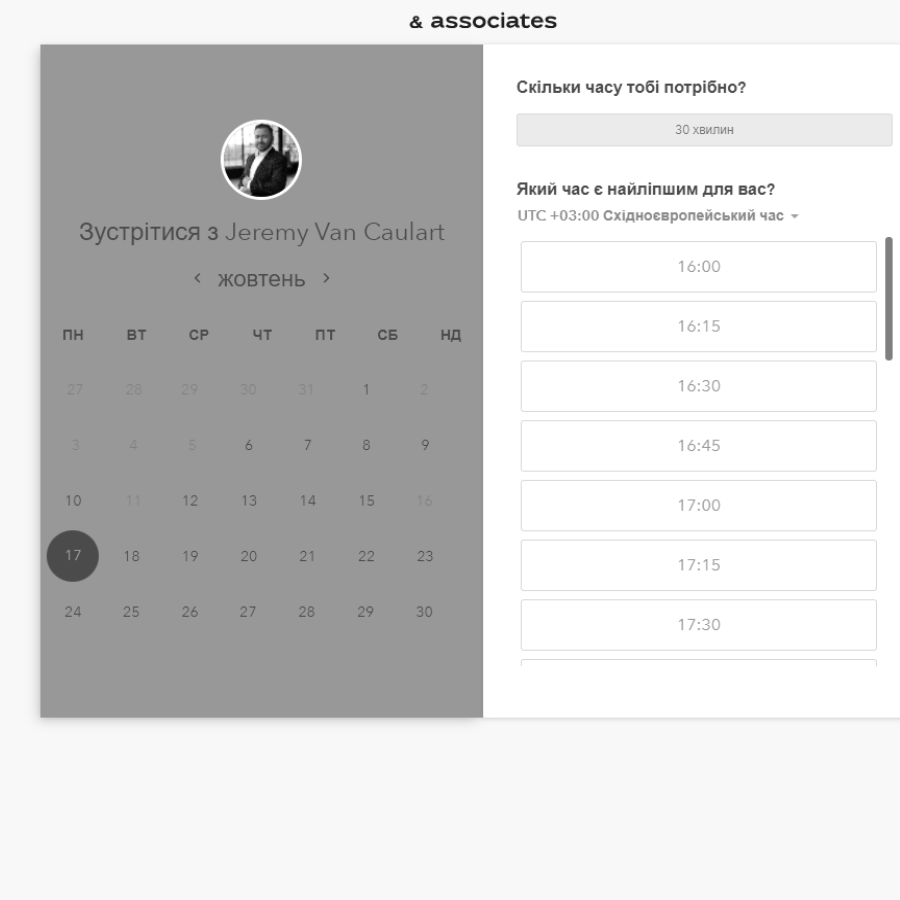 & associates
Зустрітися з Jeremy Van Caulart
жовтень
ПН ВТ СР ЧТ ПТ СБ НД
27 28 29 30 31 1 2
3 4 5 6 7 8 9
10 11 12 13 14 15 16
17 18 19 20 21 22 23
24 25 26 27 28 29 30
Скільки часу тобі потрібно?
30 хвилин
Який час є найліпшим для вас?
UTC +03:00 Східноєвропейський час
16:00
16:15
16:30
16:45
17:00
17:15
17:30